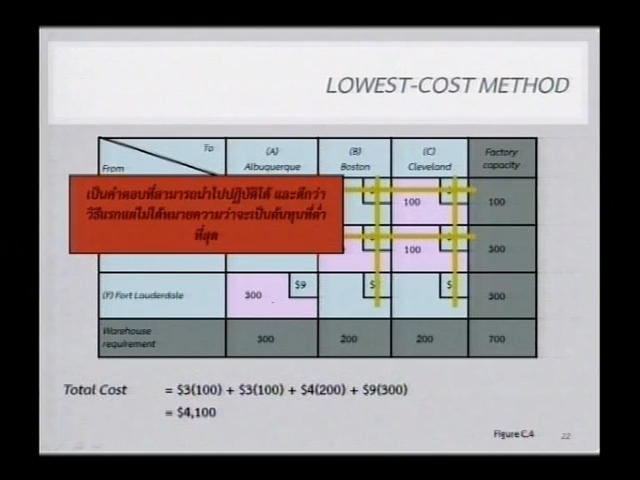 LOWEST-COST METHOD
To
From
(A)
Albuquerque
(B)
Boston
(C)
Cleveland
Factory
capacity
เป็นคำตอบที่สามารถนำไปปฏิบัติได้ และดีกว่า
วิธีแรกแต่ไม่ได้หมายความว่าจะเป็นต้นทุนที่ต่ำ
ที่สุด
100
100
100
300
(F) Fort Lauderdale
300
$9
$
$
300
Warehouse
requirement
300
200
200
700
Total Cost = $3(100) + $3(100) + $4(200) + $9(300)
= $4,100
Figure C.4
22